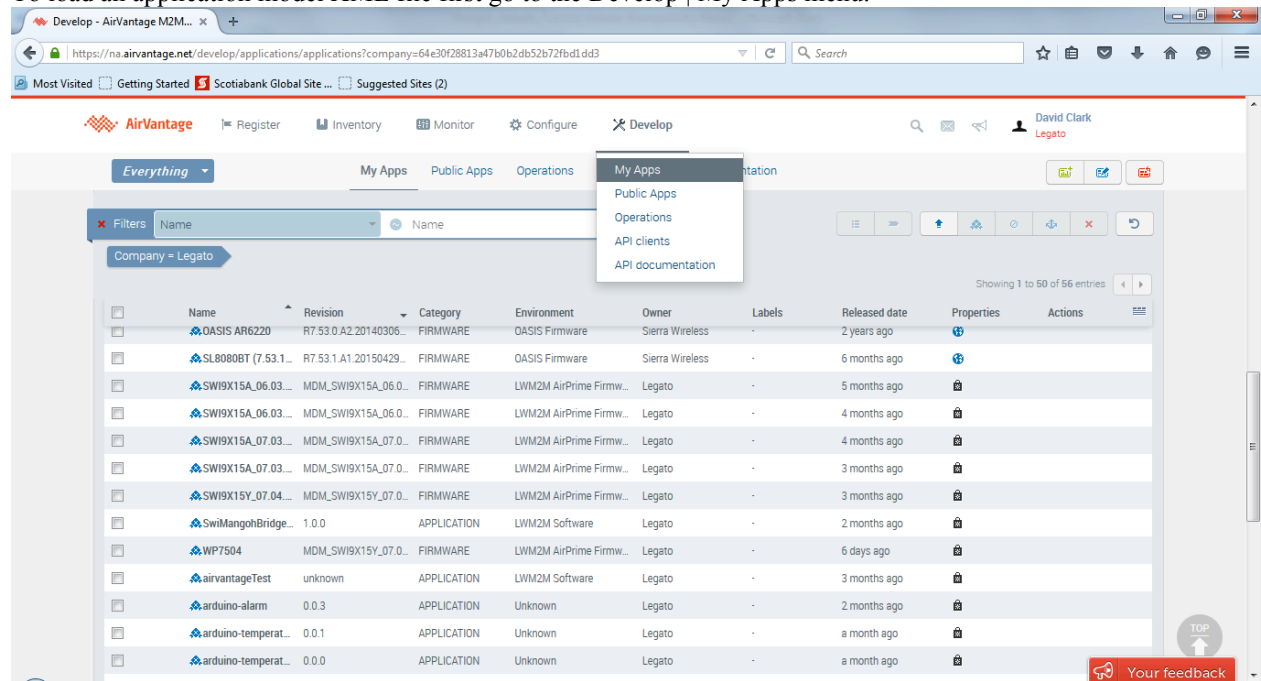 To load an application model XML file first go to the Develop | My Apps menu.
Develop - AirVantage M2M... × +
https://na.airvantage.net/develop/applications/applications?company=64e30f28813a47b0b2db52b72fbd1dd3
Search
Most Visited Getting Started Scotiabank Global Site ... Suggested Sites (2)
AirVantage Register Inventory Monitor Configure Develop David Clark
Legato
Everything My Apps Public Apps Operations My Apps ntation
Public Apps
Operations
API clients
API documentation
× Filters Name Name
Company = Legato
Showing 1 to 50 of 56 entries
Name Revision Category Environment Owner Labels Released date Properties Actions
OASIS AR6220 R7.53.0.A2.20140306... FIRMWARE OASIS Firmware Sierra Wireless - 2 years ago
SL8080BT (7.53.1... R7.53.1.A1.20150429... FIRMWARE OASIS Firmware Sierra Wireless - 6 months ago
SWI9X15A_06.03.... MDM_SWI9X15A_06.0... FIRMWARE LWM2M AirPrime Firmw... Legato - 5 months ago
SWI9X15A_06.03.... MDM_SWI9X15A_06.0... FIRMWARE LWM2M AirPrime Firmw... Legato - 4 months ago
SWI9X15A_07.03.... MDM_SWI9X15A_07.0... FIRMWARE LWM2M AirPrime Firmw... Legato - 4 months ago
SWI9X15A_07.03.... MDM_SWI9X15A_07.0... FIRMWARE LWM2M AirPrime Firmw... Legato - 3 months ago
SWI9X15Y_07.04.... MDM_SWI9X15Y_07.0... FIRMWARE LWM2M AirPrime Firmw... Legato - 3 months ago
SwiMangohBridge... 1.0.0 APPLICATION LWM2M Software Legato - 2 months ago
WP7504 MDM_SWI9X15Y_07.0... FIRMWARE LWM2M AirPrime Firmw... Legato - 6 days ago
airvantageTest unknown APPLICATION LWM2M Software Legato - 3 months ago
arduino-alarm 0.0.3 APPLICATION Unknown Legato - 2 months ago
arduino-temperat... 0.0.1 APPLICATION Unknown Legato - a month ago
arduino-temperat... 0.0.0 APPLICATION Unknown Legato - a month ago
TOP
Your feedback